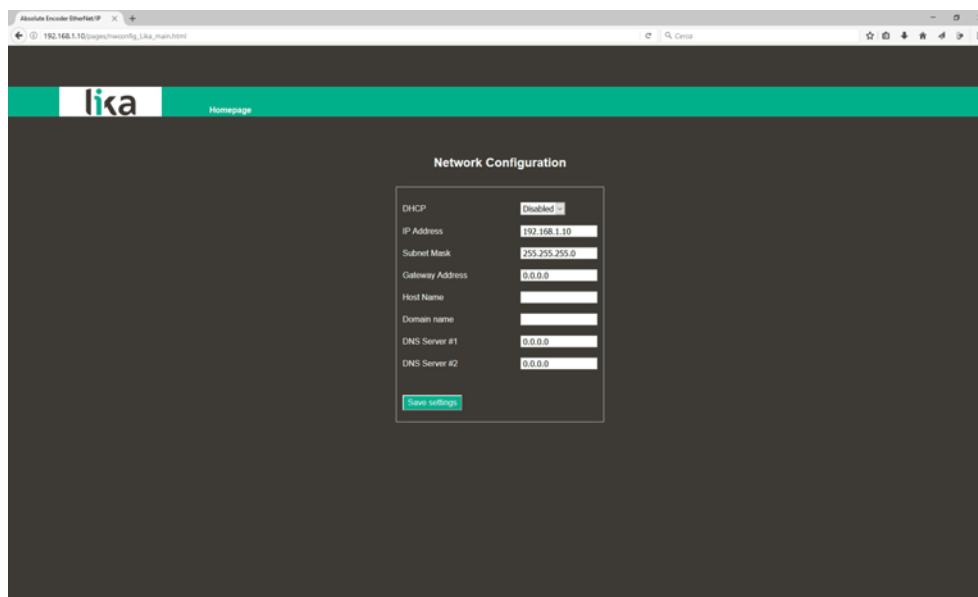 Absolute Encoder EtherNet/IP
192.168.1.10/pages/nwconfig_Lika_main.html
Cerca
lika
Homepage
Network Configuration
DHCP Disabled
IP Address 192.168.1.10
Subnet Mask 255.255.255.0
Gateway Address 0.0.0.0
Host Name
Domain name
DNS Server #1 0.0.0.0
DNS Server #2 0.0.0.0
Save settings